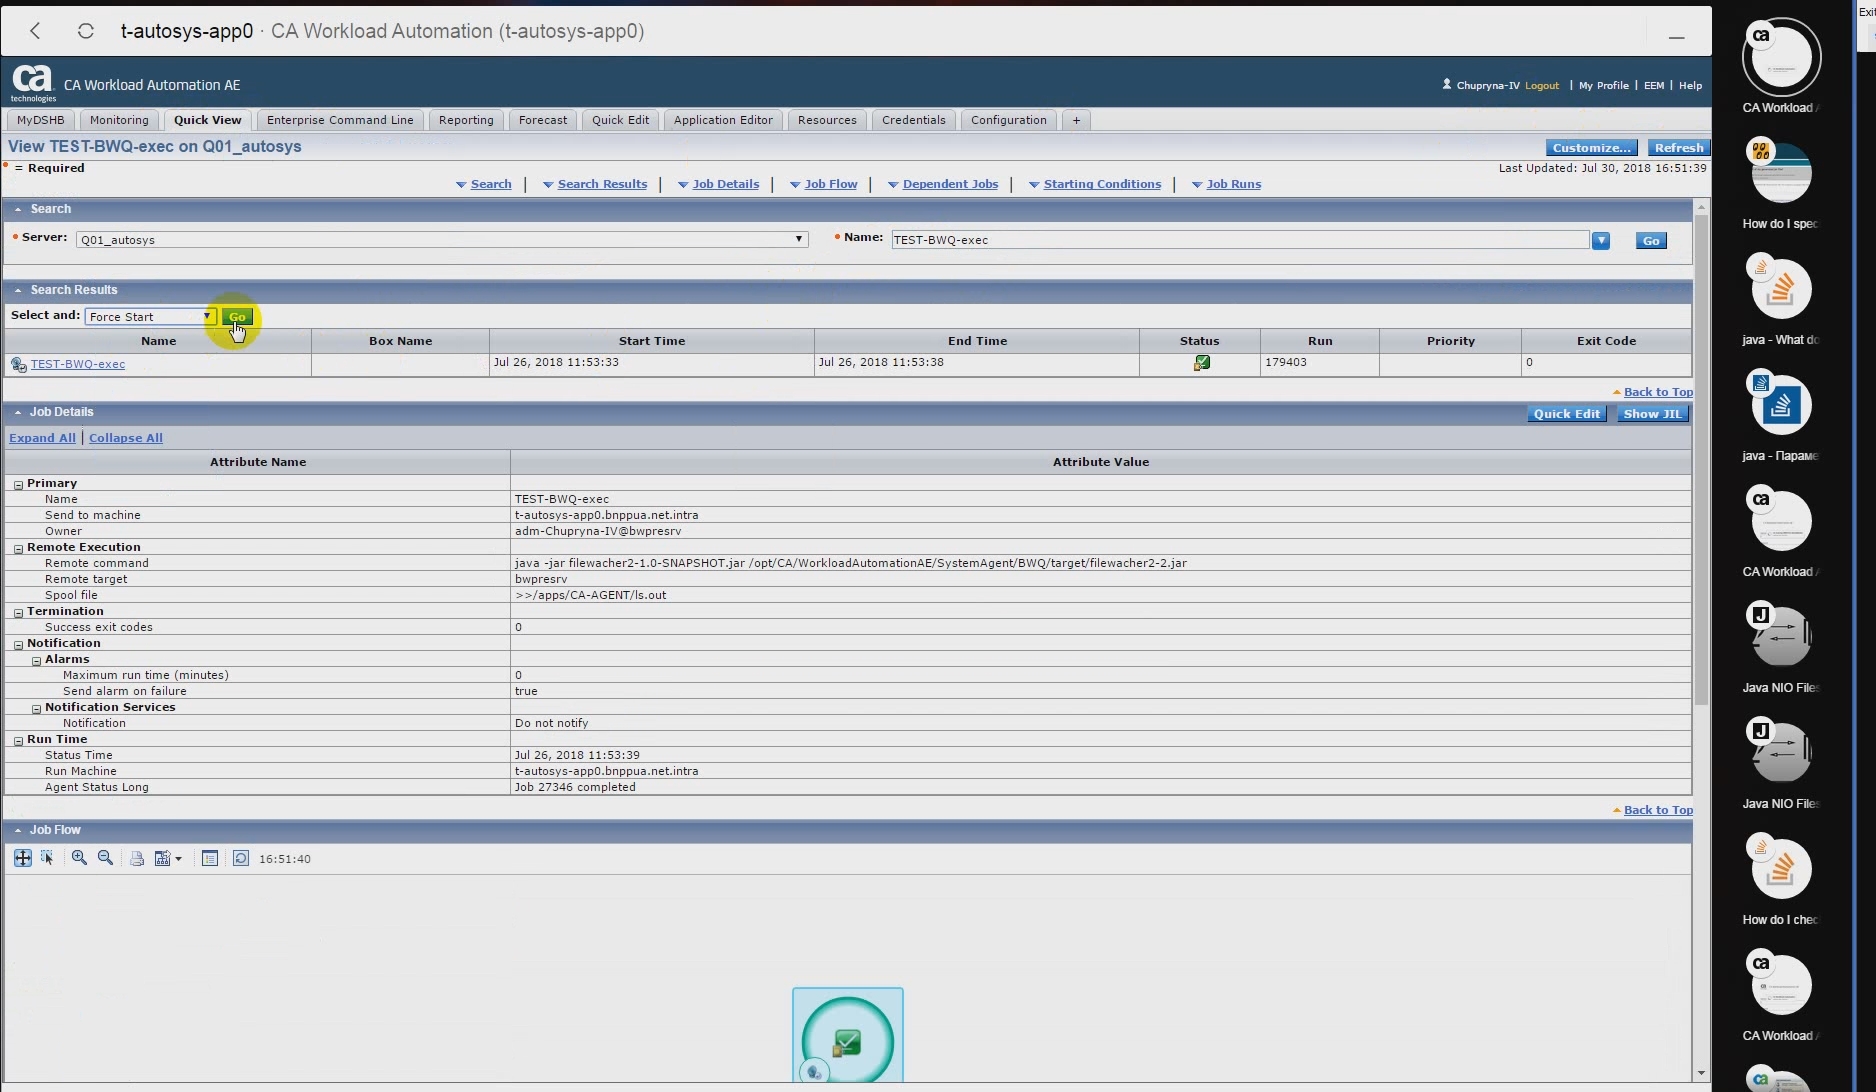 t-autosys-app0 · CA Workload Automation (t-autosys-app0)
ca technologies CA Workload Automation AE
Chupryna-IV Logout | My Profile | EEM | Help
MyDSHB Monitoring Quick View Enterprise Command Line Reporting Forecast Quick Edit Application Editor Resources Credentials Configuration +
View TEST-BWQ-exec on Q01_autosys Customize... Refresh
= Required Last Updated: Jul 30, 2018 16:51:39
Search | Search Results | Job Details | Job Flow | Dependent Jobs | Starting Conditions | Job Runs
Search
Server: Q01_autosys Name: TEST-BWQ-exec Go
Search Results
Select and: Force Start Go
Name Box Name Start Time End Time Status Run Priority Exit Code
TEST-BWQ-exec Jul 26, 2018 11:53:33 Jul 26, 2018 11:53:38 179403 0
Back to Top
Job Details Quick Edit Show JIL
Expand All | Collapse All
Attribute Name Attribute Value
Primary
Name TEST-BWQ-exec
Send to machine t-autosys-app0.bnppua.net.intra
Owner adm-Chupryna-IV@bwpresrv
Remote Execution
Remote command java -jar filewacher2-1.0-SNAPSHOT.jar /opt/CA/WorkloadAutomationAE/SystemAgent/BWQ/target/filewacher2-2.jar
Remote target bwpresrv
Spool file >>/apps/CA-AGENT/ls.out
Termination
Success exit codes 0
Notification
Alarms
Maximum run time (minutes) 0
Send alarm on failure true
Notification Services
Notification Do not notify
Run Time
Status Time Jul 26, 2018 11:53:39
Run Machine t-autosys-app0.bnppua.net.intra
Agent Status Long Job 27346 completed
Back to Top
Job Flow
16:51:40
ca
CA Workload
How do I spec
java - What do
java - Параме
ca
CA Workload
J
Java NIO Files
J
Java NIO Files
How do I chec
ca
CA Workload
ca
Exit